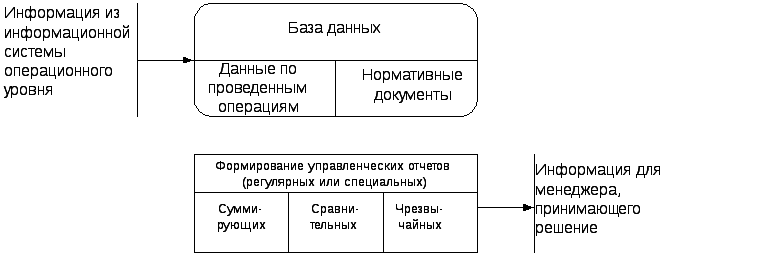 Информация из
информационной
системы
операционного
уровня
База данных
Данные по
проведенным
операциям
Нормативные
документы
Формирование управленческих отчетов
(регулярных или специальных)
Сумми-
рующих
Сравни-
тельных
Чрезвы-
чайных
Информация для
менеджера,
принимающего
решение